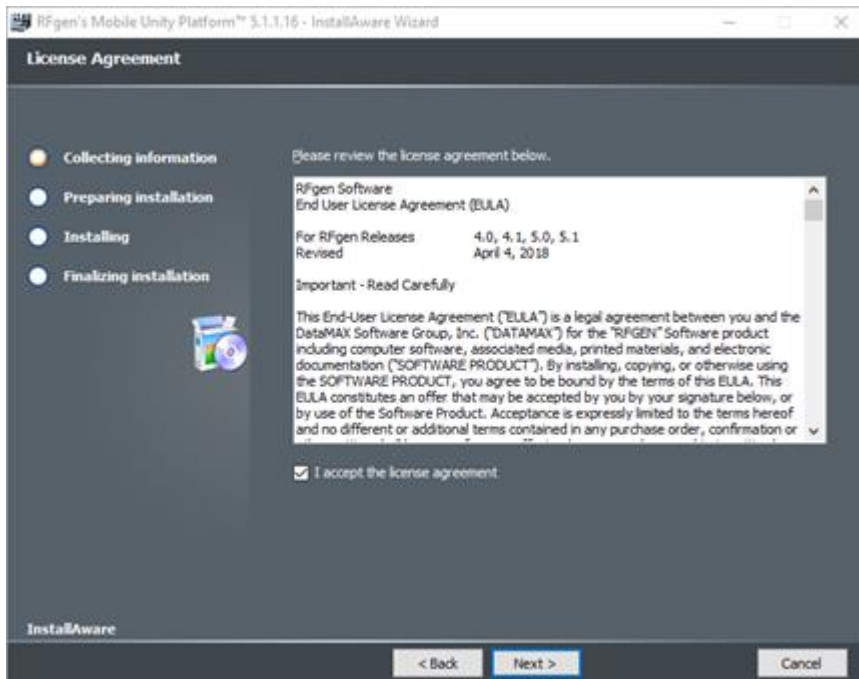 RFgen's Mobile Unity Platform™ 5.1.1.16 - InstallAware Wizard
License Agreement
Collecting information
Preparing installation
Installing
Finalizing installation
Please review the license agreement below.
RFgen Software
End User License Agreement (EULA)
For RFgen Releases 4.0, 4.1, 5.0, 5.1
Revised April 4, 2018
Important - Read Carefully
This End-User License Agreement ("EULA") is a legal agreement between you and the
DataMAX Software Group, Inc. ("DATAMAX") for the "RFGEN" Software product
including computer software, associated media, printed materials, and electronic
documentation ("SOFTWARE PRODUCT"). By installing, copying, or otherwise using
the SOFTWARE PRODUCT, you agree to be bound by the terms of this EULA. This
EULA constitutes an offer that may be accepted by you by your signature below, or
by use of the Software Product. Acceptance is expressly limited to the terms hereof
and no different or additional terms contained in any purchase order, confirmation or
I accept the license agreement
InstallAware
< Back
Next >
Cancel